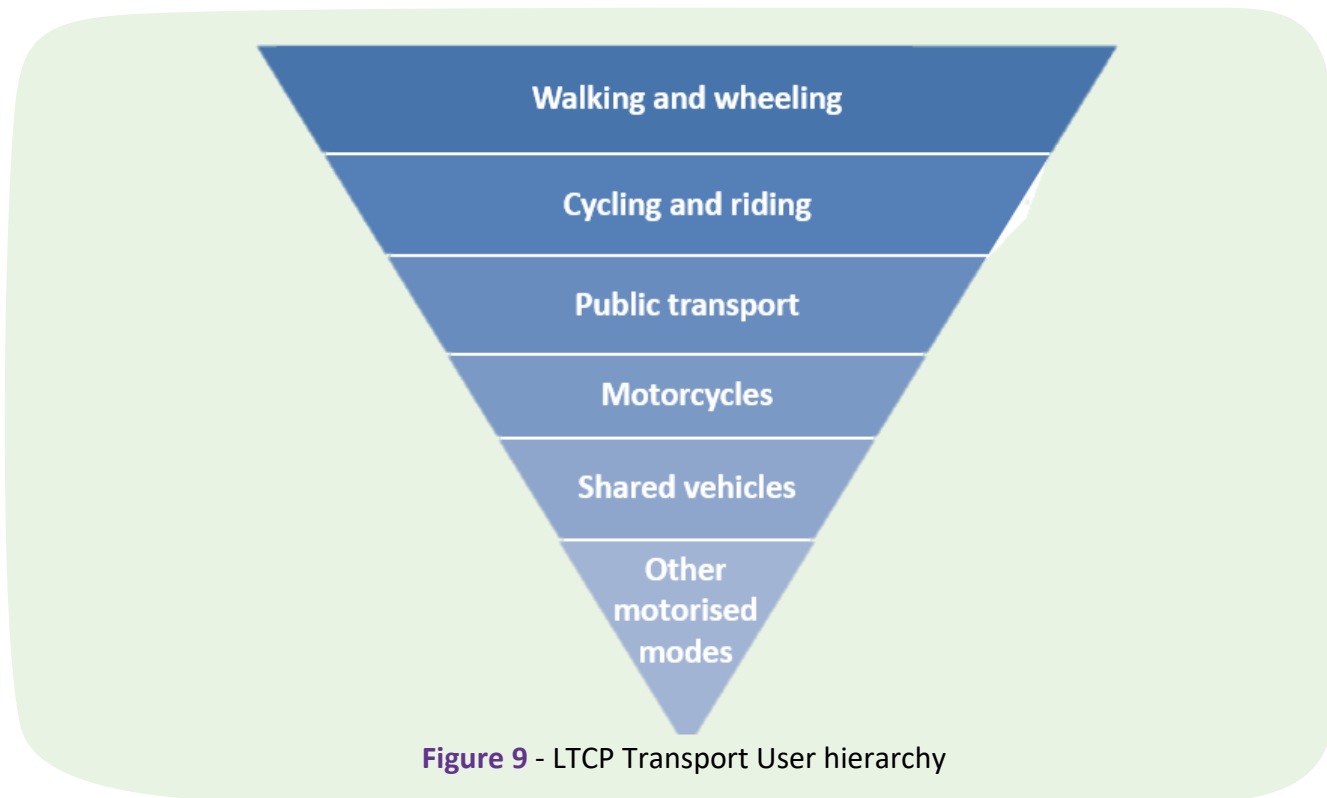 Walking and wheeling
Cycling and riding
Public transport
Motorcycles
Shared vehicles
Other
motorised
modes
Figure 9 - LTCP Transport User hierarchy